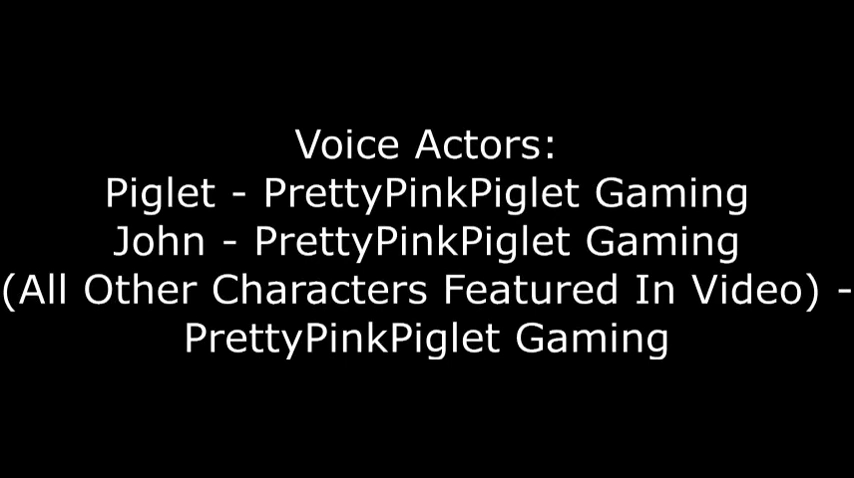 Voice Actors:
Piglet - PrettyPinkPiglet Gaming
John - PrettyPinkPiglet Gaming
(All Other Characters Featured In Video) -
PrettyPinkPiglet Gaming